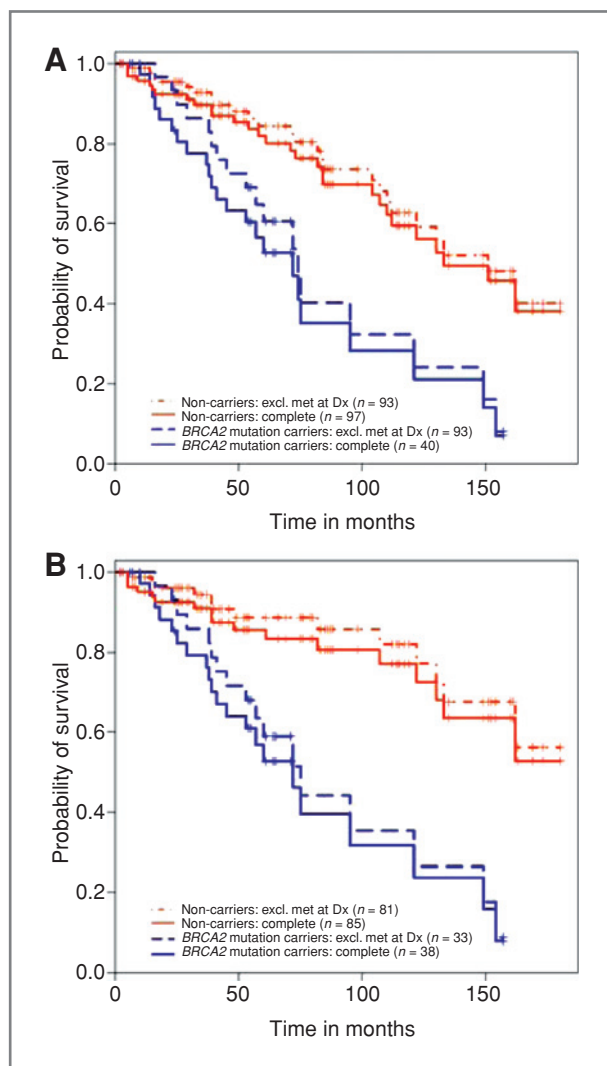 A
Probability of survival
1.0
0.8
0.6
0.4
0.2
0.0
Non-carriers: excl. met at Dx (n = 93)
Non-carriers: complete (n = 97)
BRCA2 mutation carriers: excl. met at Dx (n = 93)
BRCA2 mutation carriers: complete (n = 40)
0 50 100 150
Time in months
B
Probability of survival
1.0
0.8
0.6
0.4
0.2
0.0
Non-carriers: excl. met at Dx (n = 81)
Non-carriers: complete (n = 85)
BRCA2 mutation carriers: excl. met at Dx (n = 33)
BRCA2 mutation carriers: complete (n = 38)
0 50 100 150
Time in months